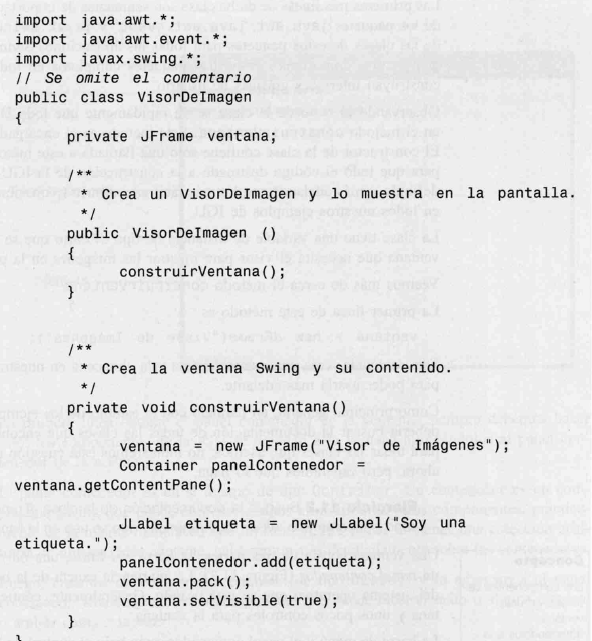 import java.awt.*;
import java.awt.event.*;
import javax.swing.*;
// Se omite el comentario
public class VisorDeImagen
{
private JFrame ventana;
/**
* Crea un VisorDeImagen y lo muestra en la pantalla.
*/
public VisorDeImagen ()
{
construirVentana();
}
/**
* Crea la ventana Swing y su contenido.
*/
private void construirVentana()
{
ventana = new JFrame("Visor de Imágenes");
Container panelContenedor =
ventana.getContentPane();
JLabel etiqueta = new JLabel("Soy una
etiqueta.");
panelContenedor.add(etiqueta);
ventana.pack();
ventana.setVisible(true);
}
}